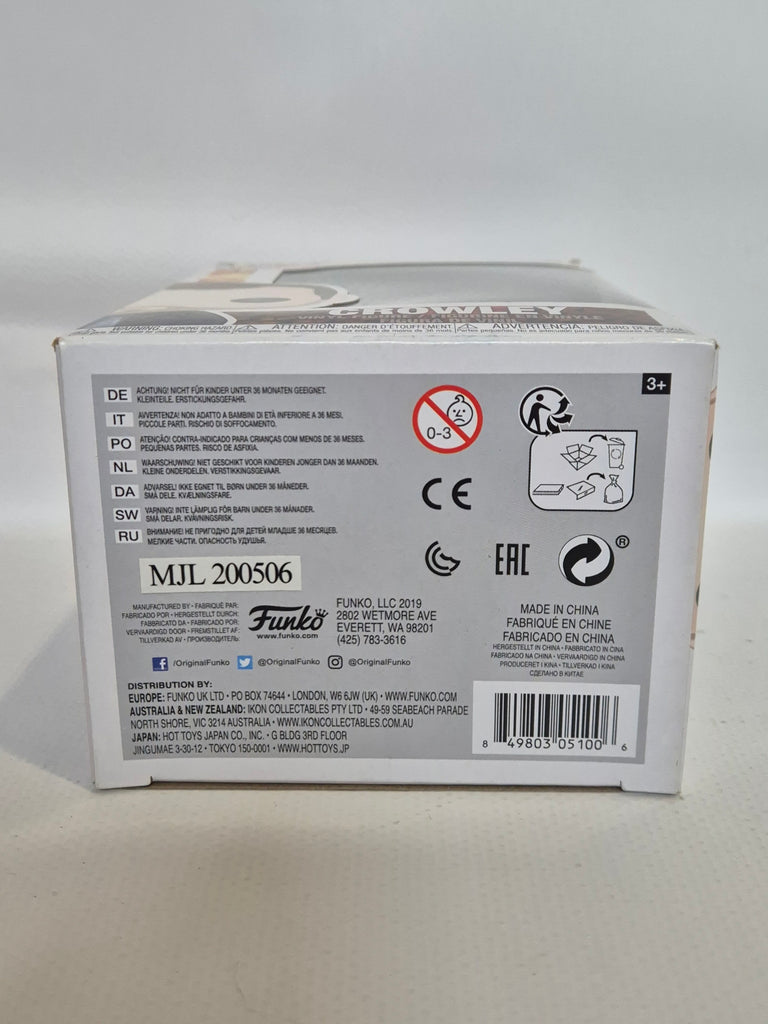 CROWLEY
WARNING: CHOKING HAZARD
ATTENTION: DANGER D'ÉTOUFFEMENT
ADVERTENCIA: PELIGRO DE
3+
DE ACHTUNG! NICHT FÜR KINDER UNTER 36 MONATEN GEEIGNET.
KLEINTEILE. ERSTICKUNGSGEFAHR.
IT AVVERTENZA! NON ADATTO A BAMBINI DI ETÀ INFERIORE A 36 MESI,
PICCOLE PARTI. RISCHIO DI SOFFOCAMENTO.
PO ATENÇÃO! CONTRA-INDICADO PARA CRIANÇAS COM MENOS DE 36 MESES.
PEQUENAS PARTES. RISCO DE ASFIXIA.
NL WAARSCHUWING! NIET GESCHIKT VOOR KINDEREN JONGER DAN 36 MAANDEN.
KLEINE ONDERDELEN. VERSTIKKINGSGEVAAR.
DA ADVARSEL! IKKE EGNET TIL BØRN UNDER 36 MÅNEDER.
SMÅ DELE. KVÆLNINGSFARE.
SW VARNING! INTE LÄMPLIG FÖR BARN UNDER 36 MÅNADER.
SMÅ DELAR. KVÄVNINGSRISK.
RU ВНИМАНИЕ! НЕ ПРИГОДНО ДЛЯ ДЕТЕЙ МЛАДШЕ 36 МЕСЯЦЕВ.
МЕЛКИЕ ЧАСТИ. ОПАСНОСТЬ УДУШЬЯ.
0-3
CE
EAC
®
MJL 200506
MANUFACTURED BY • FABRIQUÉ PAR:
FABRICADO POR • HERGESTELLT DURCH:
FABBRICATO DA • FABRICADO POR:
VERVAARDIGD DOOR • FREMSTILLET AF:
TILLVERKAD AV • ПРОИЗВОДИТЕЛЬ:
Funko
www.funko.com
FUNKO, LLC 2019
2802 WETMORE AVE
EVERETT, WA 98201
(425) 783-3616
MADE IN CHINA
FABRIQUÉ EN CHINE
FABRICADO EN CHINA
HERGESTELLT IN CHINA • FABBRICATO IN CINA
FABRICADO NA CHINA • VERVAARDIGD IN CHINA
PRODUCERET I KINA • TILLVERKAD I KINA
СДЕЛАНО В КИТАЕ
/OriginalFunko @OriginalFunko @OriginalFunko
DISTRIBUTION BY:
EUROPE: FUNKO UK LTD • PO BOX 74644 • LONDON, W6 6JW (UK) • WWW.FUNKO.COM
AUSTRALIA & NEW ZEALAND: IKON COLLECTABLES PTY LTD • 49-59 SEABEACH PARADE
NORTH SHORE, VIC 3214 AUSTRALIA • WWW.IKONCOLLECTABLES.COM.AU
JAPAN: HOT TOYS JAPAN CO., INC. • G BLDG 3RD FLOOR
JINGUMAE 3-30-12 • TOKYO 150-0001 • WWW.HOTTOYS.JP
8 49803 05100 6